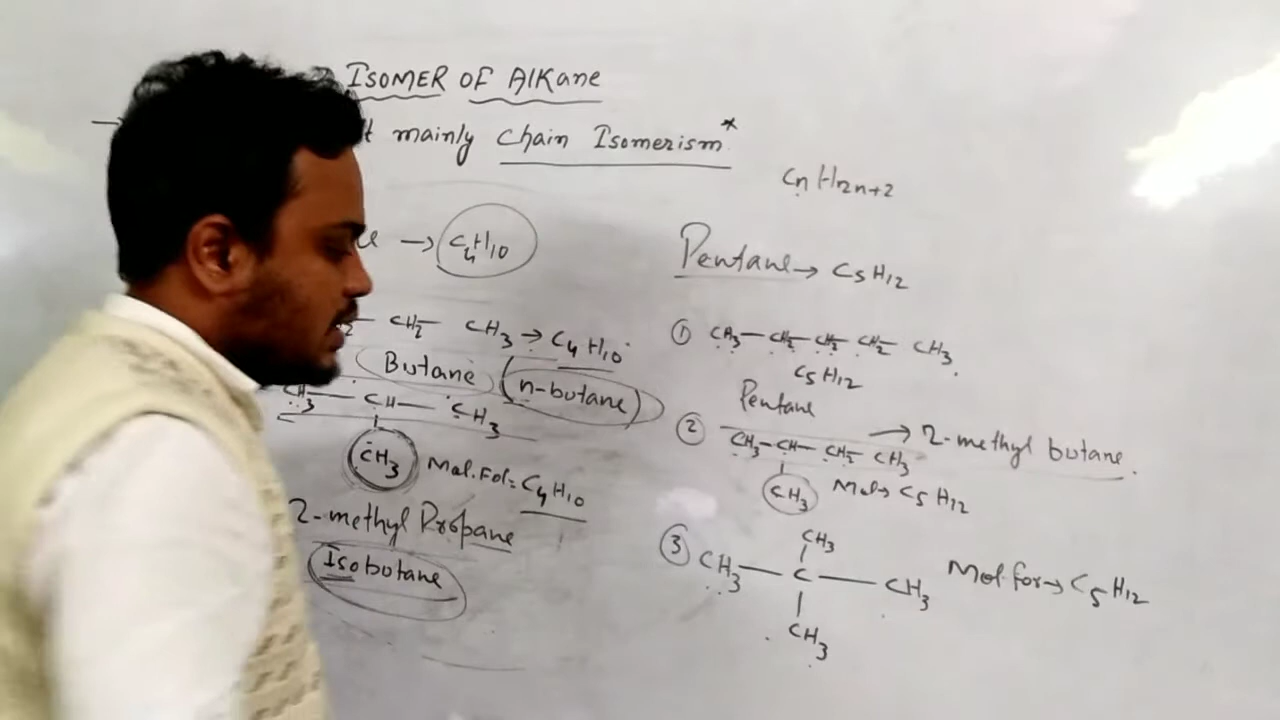 ISOMER OF Alkane
mainly Chain Isomerism*
CnH2n+2
→ C4H10
CH2 CH3 → C4H10
Butane (n-butane)
CH3—CH—CH3
CH3 Mol.Fol= C4H10
2-methyl Propane
Isobutane
Pentane → C5H12
① CH3—CH2—CH2—CH2 CH3
C5H12
Pentane
② CH3—CH—CH2—CH3 → 2-methyl butane.
CH3 Mol→ C5H12
CH3
③ CH3—C—CH3 Mol.for→ C5H12
CH3